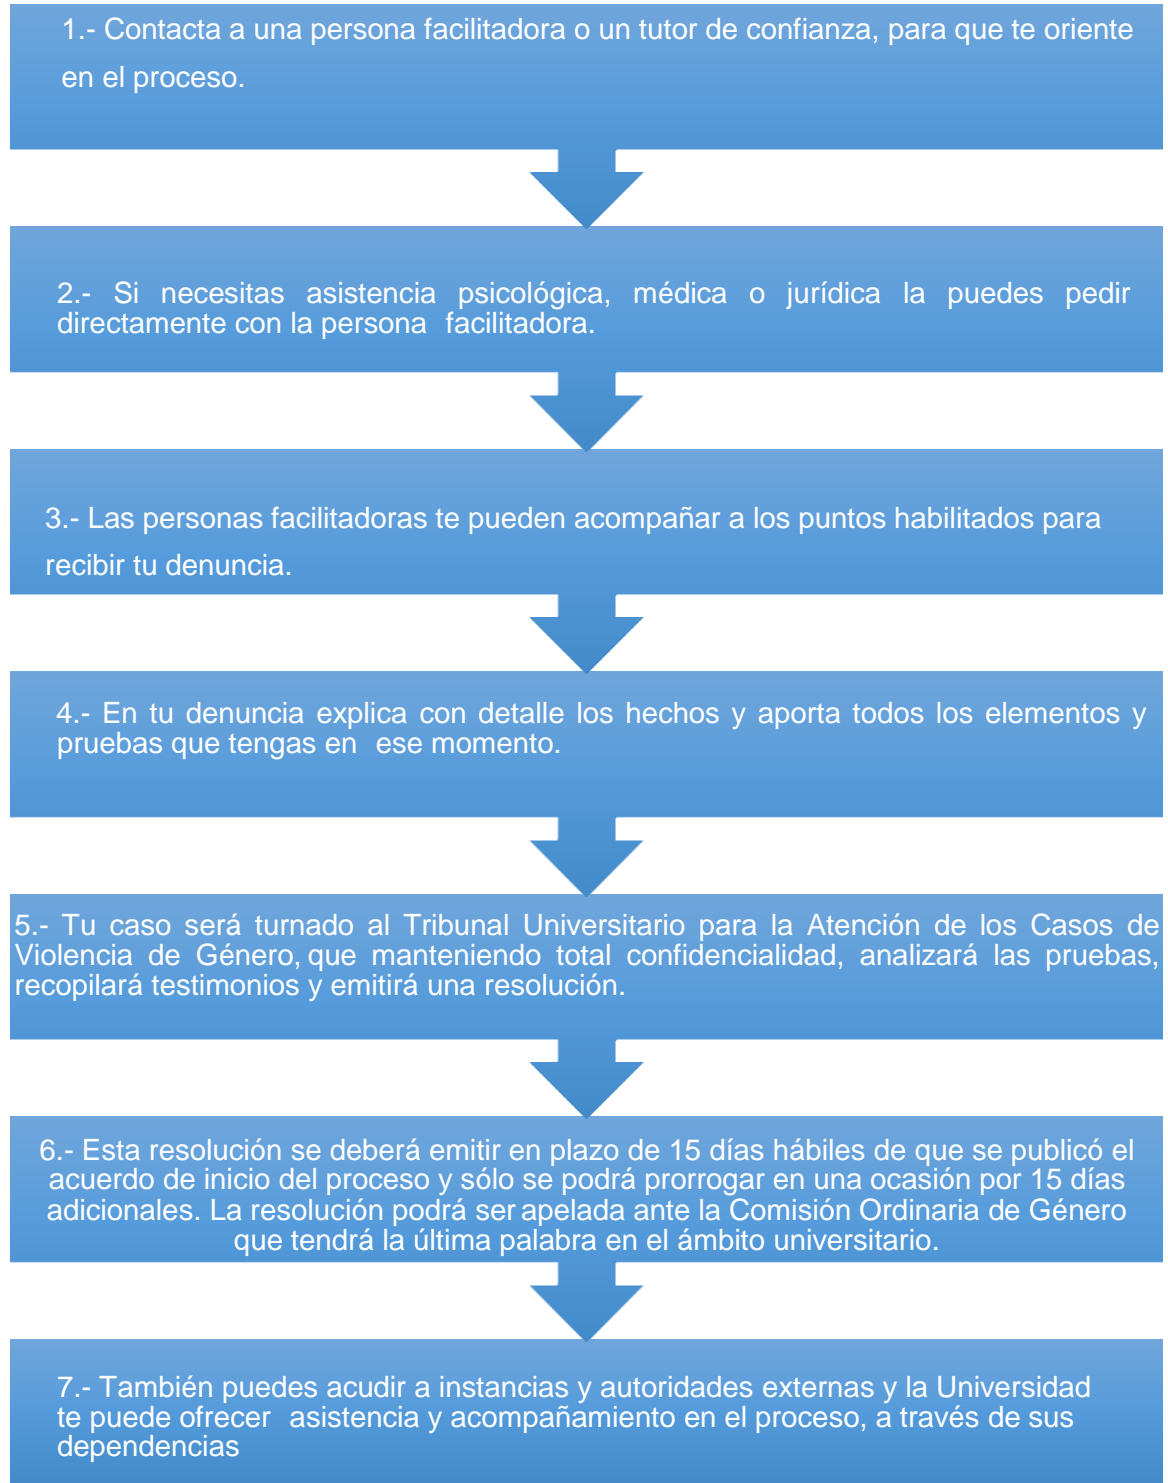 1.- Contacta a una persona facilitadora o un tutor de confianza, para que te oriente
en el proceso.
2.- Si necesitas asistencia psicológica, médica o jurídica la puedes pedir
directamente con la persona facilitadora.
3.- Las personas facilitadoras te pueden acompañar a los puntos habilitados para
recibir tu denuncia.
4.- En tu denuncia explica con detalle los hechos y aporta todos los elementos y
pruebas que tengas en ese momento.
5.- Tu caso será turnado al Tribunal Universitario para la Atención de los Casos de
Violencia de Género, que manteniendo total confidencialidad, analizará las pruebas,
recopilará testimonios y emitirá una resolución.
6.- Esta resolución se deberá emitir en plazo de 15 días hábiles de que se publicó el
acuerdo de inicio del proceso y sólo se podrá prorrogar en una ocasión por 15 días
adicionales. La resolución podrá ser apelada ante la Comisión Ordinaria de Género
que tendrá la última palabra en el ámbito universitario.
7.- También puedes acudir a instancias y autoridades externas y la Universidad
te puede ofrecer asistencia y acompañamiento en el proceso, a través de sus
dependencias